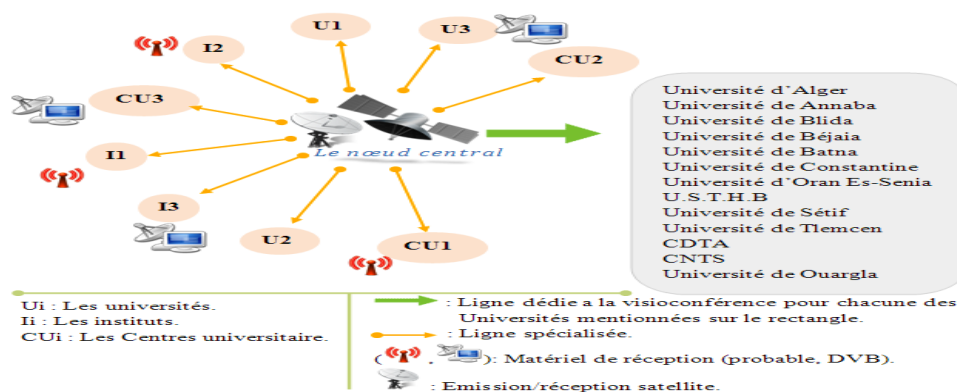 U1
U3
I2
CU2
CU3
I1
I3
U2
CU1
Le nœud central
Université d'Alger
Université de Annaba
Université de Blida
Université de Béjaia
Université de Batna
Université de Constantine
Université d'Oran Es-Senia
U.S.T.H.B
Université de Sétif
Université de Tlemcen
CDTA
CNTS
Université de Ouargla
Ui : Les universités.
Ii : Les instituts.
CUi : Les Centres universitaire.
: Ligne dédie a la visioconférence pour chacune des
Universités mentionnées sur le rectangle.
: Ligne spécialisée.
( , ): Matériel de réception (probable, DVB).
: Emission/réception satellite.